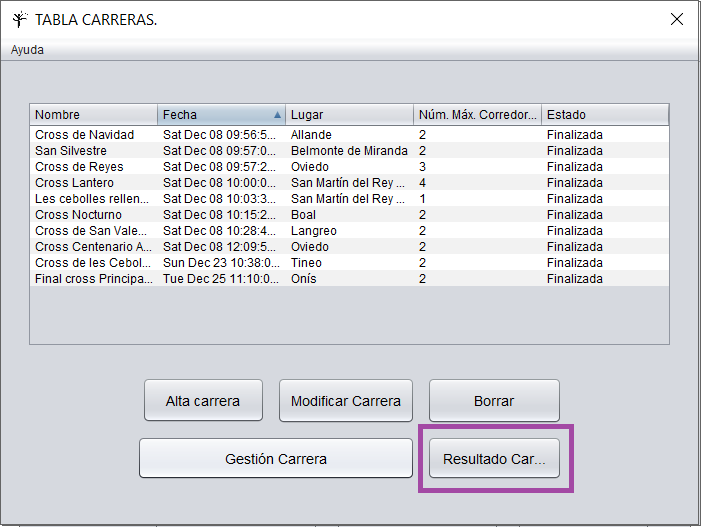 TABLA CARRERAS.
Ayuda
Nombre Fecha Lugar Núm. Máx. Corredor... Estado
Cross de Navidad Sat Dec 08 09:56:5... Allande 2 Finalizada
San Silvestre Sat Dec 08 09:57:0... Belmonte de Miranda 2 Finalizada
Cross de Reyes Sat Dec 08 09:57:2... Oviedo 3 Finalizada
Cross Lantero Sat Dec 08 10:00:0... San Martín del Rey ... 4 Finalizada
Les cebolles rellen... Sat Dec 08 10:03:3... San Martín del Rey ... 1 Finalizada
Cross Nocturno Sat Dec 08 10:15:2... Boal 2 Finalizada
Cross de San Vale... Sat Dec 08 10:28:4... Langreo 2 Finalizada
Cross Centenario A... Sat Dec 08 12:09:5... Oviedo 2 Finalizada
Cross de les Cebol... Sun Dec 23 10:38:0... Tineo 2 Finalizada
Final cross Principa... Tue Dec 25 11:10:0... Onís 2 Finalizada
Alta carrera Modificar Carrera Borrar
Gestión Carrera Resultado Car...